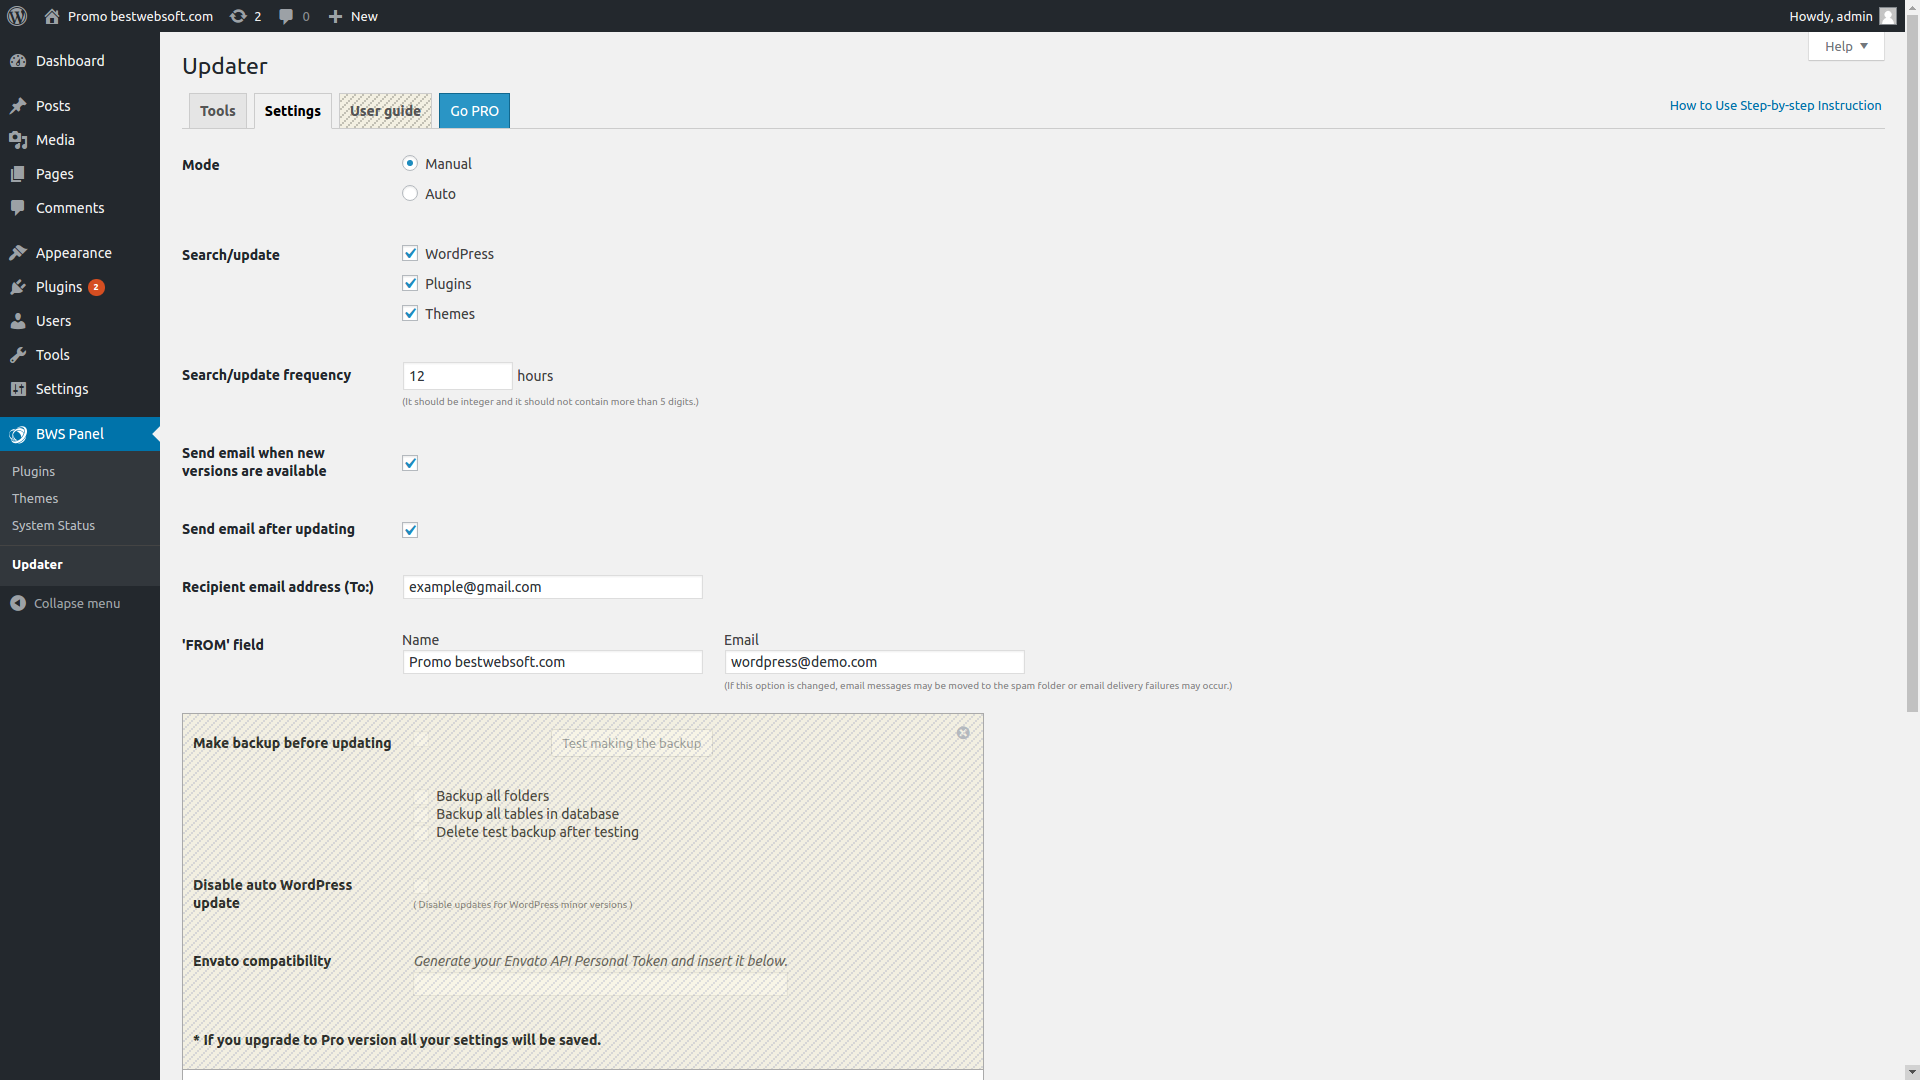 Promo bestwebsoft.com 2 0 New Howdy, admin
Help
Dashboard
Posts
Media
Pages
Comments
Appearance
Plugins 2
Users
Tools
Settings
BWS Panel
Plugins
Themes
System Status
Updater
Collapse menu
Updater
Tools Settings User guide Go PRO
How to Use Step-by-step Instruction
Mode
Manual
Auto
Search/update
WordPress
Plugins
Themes
Search/update frequency
12 hours
(It should be integer and it should not contain more than 5 digits.)
Send email when new
versions are available
Send email after updating
Recipient email address (To:)
example@gmail.com
'FROM' field
Name
Promo bestwebsoft.com
Email
wordpress@demo.com
(If this option is changed, email messages may be moved to the spam folder or email delivery failures may occur.)
Make backup before updating
Test making the backup
Backup all folders
Backup all tables in database
Delete test backup after testing
Disable auto WordPress
update
( Disable updates for WordPress minor versions )
Envato compatibility
Generate your Envato API Personal Token and insert it below.
* If you upgrade to Pro version all your settings will be saved.